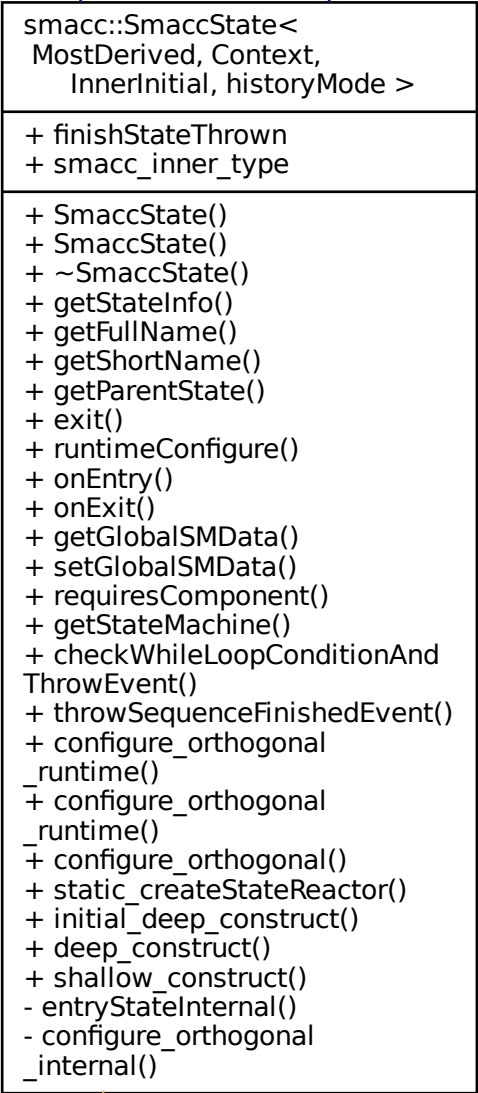 smacc::SmaccState<
MostDerived, Context,
InnerInitial, historyMode >
+ finishStateThrown
+ smacc_inner_type
+ SmaccState()
+ SmaccState()
+ ~SmaccState()
+ getStateInfo()
+ getFullName()
+ getShortName()
+ getParentState()
+ exit()
+ runtimeConfigure()
+ onEntry()
+ onExit()
+ getGlobalSMData()
+ setGlobalSMData()
+ requiresComponent()
+ getStateMachine()
+ checkWhileLoopConditionAnd
ThrowEvent()
+ throwSequenceFinishedEvent()
+ configure_orthogonal
_runtime()
+ configure_orthogonal
_runtime()
+ configure_orthogonal()
+ static_createStateReactor()
+ initial_deep_construct()
+ deep_construct()
+ shallow_construct()
- entryStateInternal()
- configure_orthogonal
_internal()